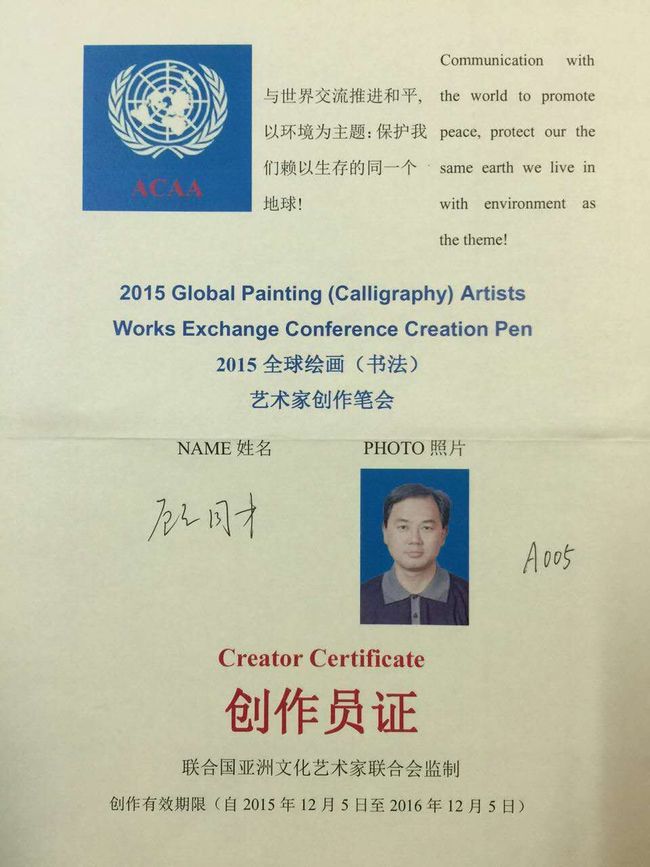 ACAA
与世界交流推进和平,
以环境为主题:保护我
们赖以生存的同一个
地球!
Communication with
the world to promote
peace, protect our the
same earth we live in
with environment as
the theme!
2015 Global Painting (Calligraphy) Artists
Works Exchange Conference Creation Pen
2015 全球绘画（书法）
艺术家创作笔会
NAME 姓名
PHOTO 照片
顾同才
A005
Creator Certificate
创作员证
联合国亚洲文化艺术家联合会监制
创作有效期限（自 2015 年 12 月 5 日至 2016 年 12 月 5 日）